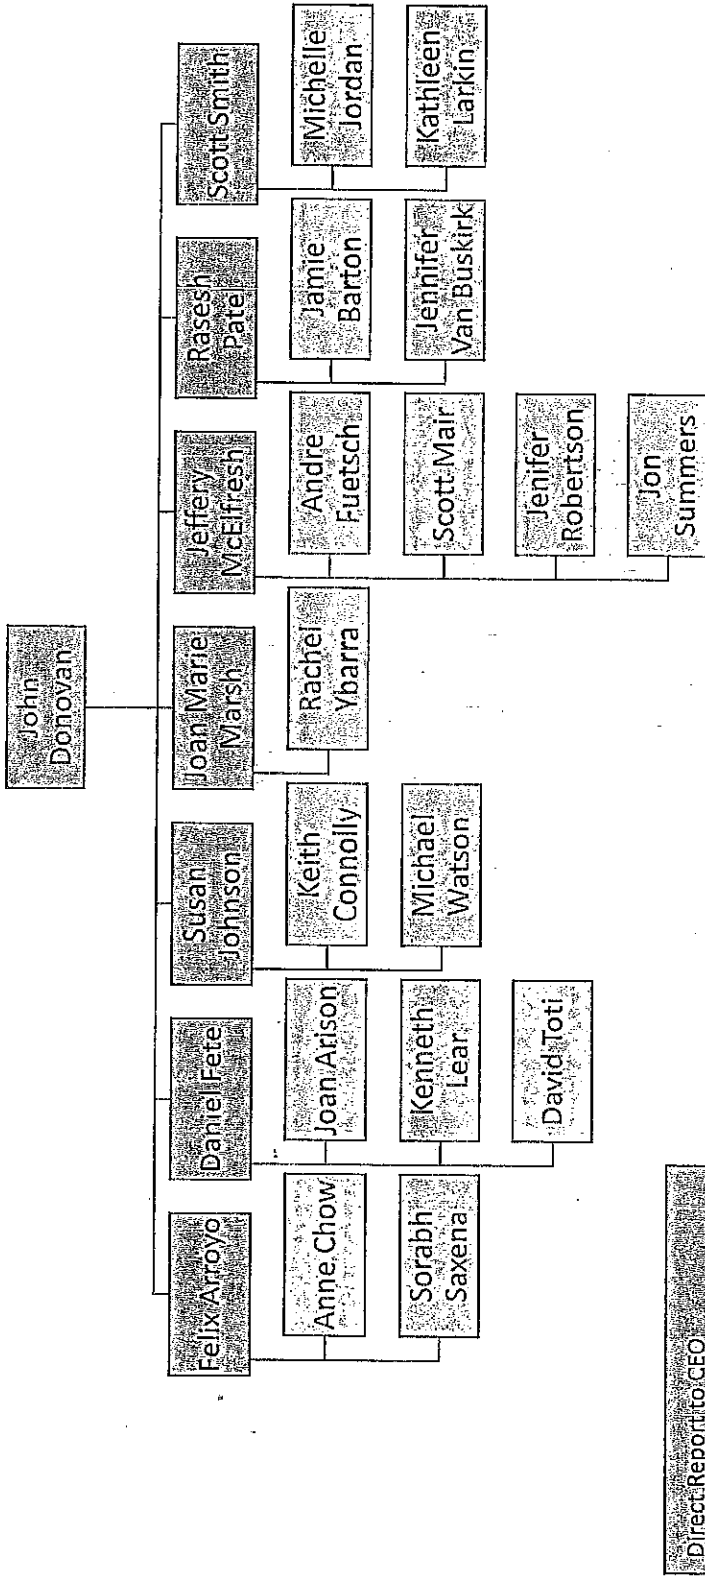 John
Donovan
Felix Arroyo
Anne Chow
Sorabh
Saxena
Daniel Fete
Joan Arison
Kenneth
Lear
David Toti
Susan
Johnson
Keith
Connolly
Michael
Watson
Joan Marie
Marsh
Rachel
Ybarra
Jeffery
McElfresh
Andre
Fuetsch
Scott Mair
Jenifer
Robertson
Jon
Summers
Rasesh
Patel
Jamie
Barton
Jennifer
Van Buskirk
Scott Smith
Michelle
Jordan
Kathleen
Larkin
Direct Report to CEO